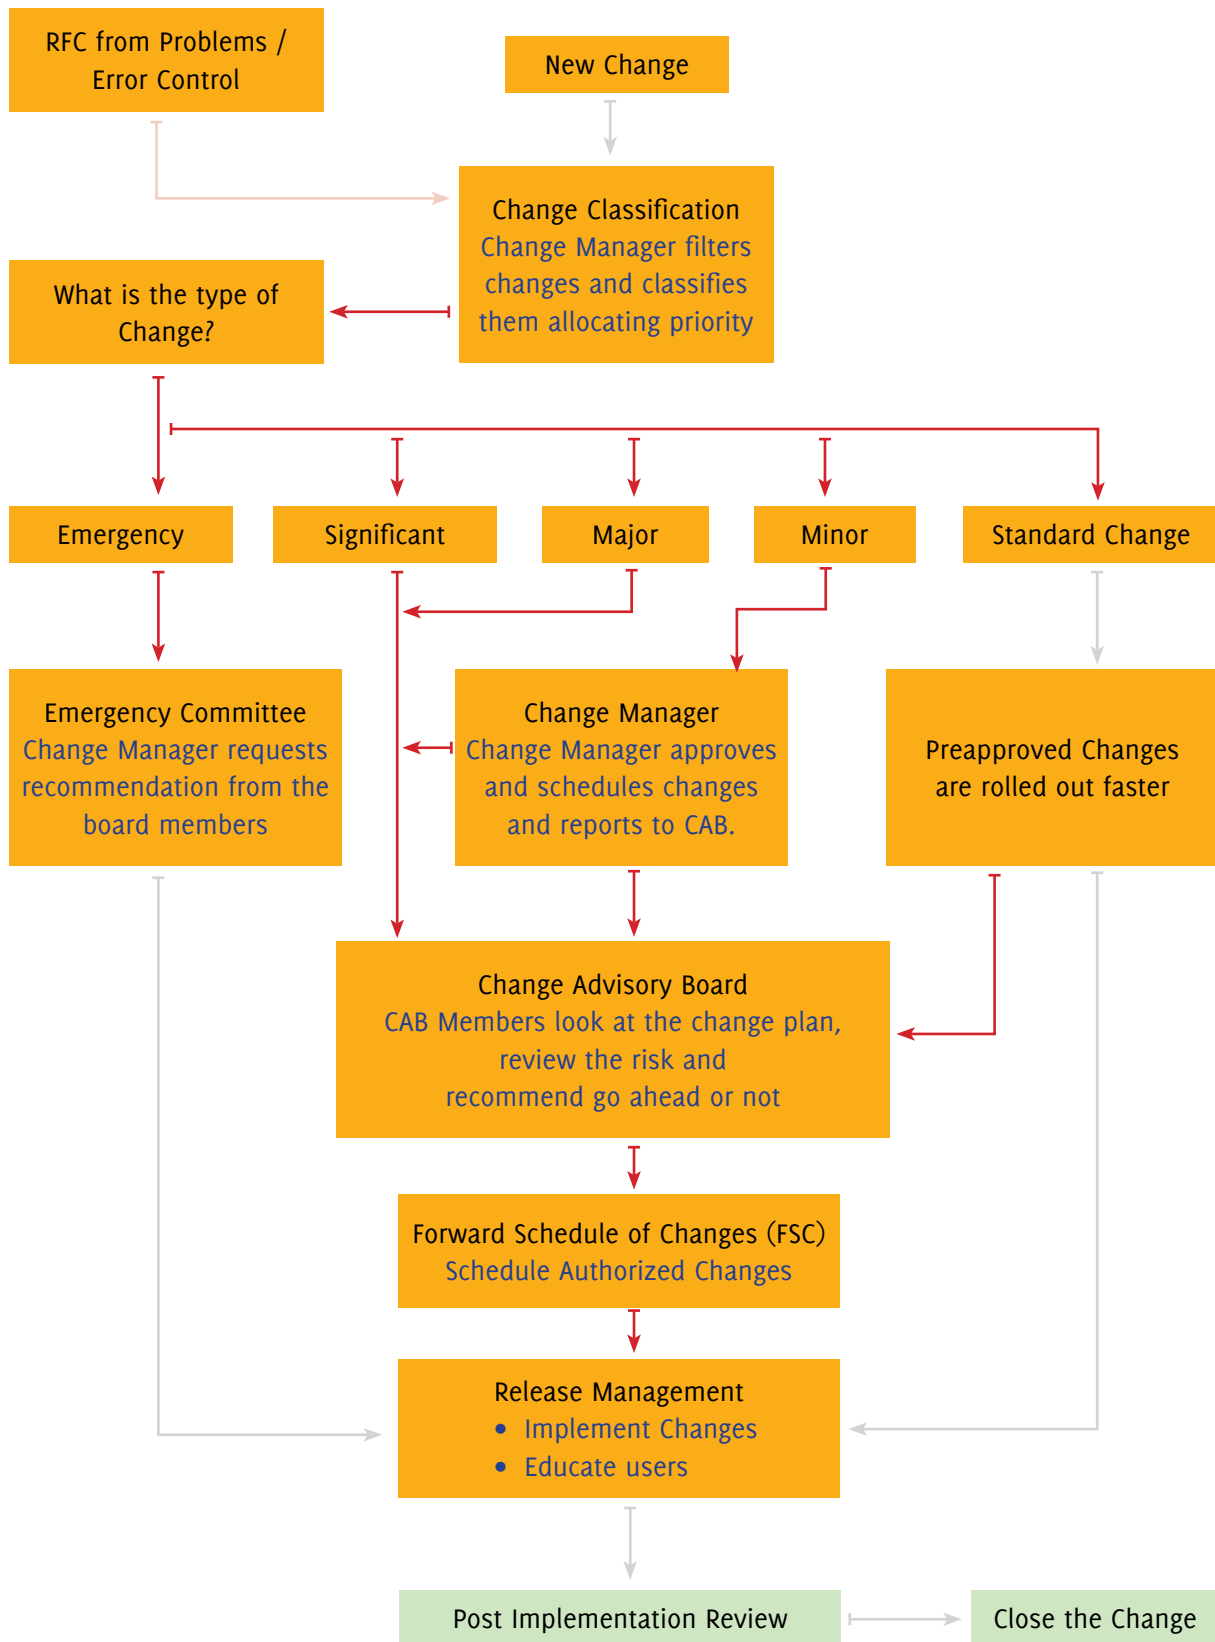 RFC from Problems /
Error Control
New Change
Change Classification
Change Manager filters
changes and classifies
them allocating priority
What is the type of
Change?
Emergency
Significant
Major
Minor
Standard Change
Emergency Committee
Change Manager requests
recommendation from the
board members
Change Manager
Change Manager approves
and schedules changes
and reports to CAB.
Preapproved Changes
are rolled out faster
Change Advisory Board
CAB Members look at the change plan,
review the risk and
recommend go ahead or not
Forward Schedule of Changes (FSC)
Schedule Authorized Changes
Release Management
• Implement Changes
• Educate users
Post Implementation Review
Close the Change